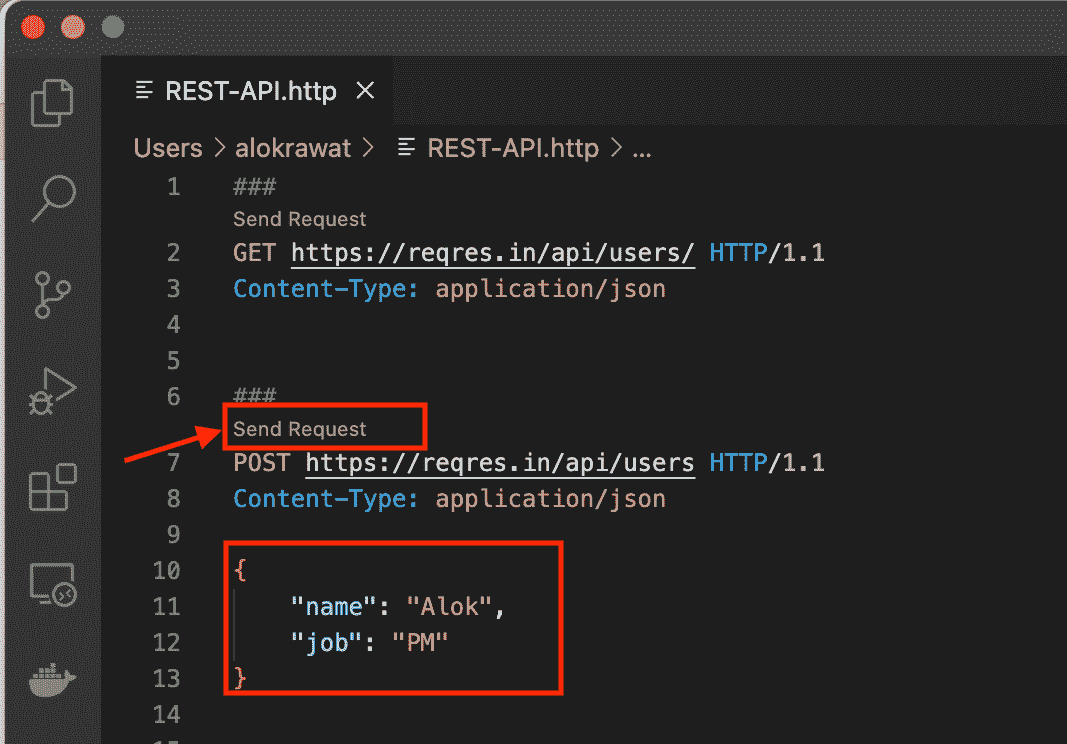 REST-API.http
Users > alokrawat > REST-API.http > ...
1 ###
Send Request
2 GET https://reqres.in/api/users/ HTTP/1.1
3 Content-Type: application/json
4
5
6 ###
Send Request
7 POST https://reqres.in/api/users HTTP/1.1
8 Content-Type: application/json
9
10 {
11 "name": "Alok",
12 "job": "PM"
13 }
14